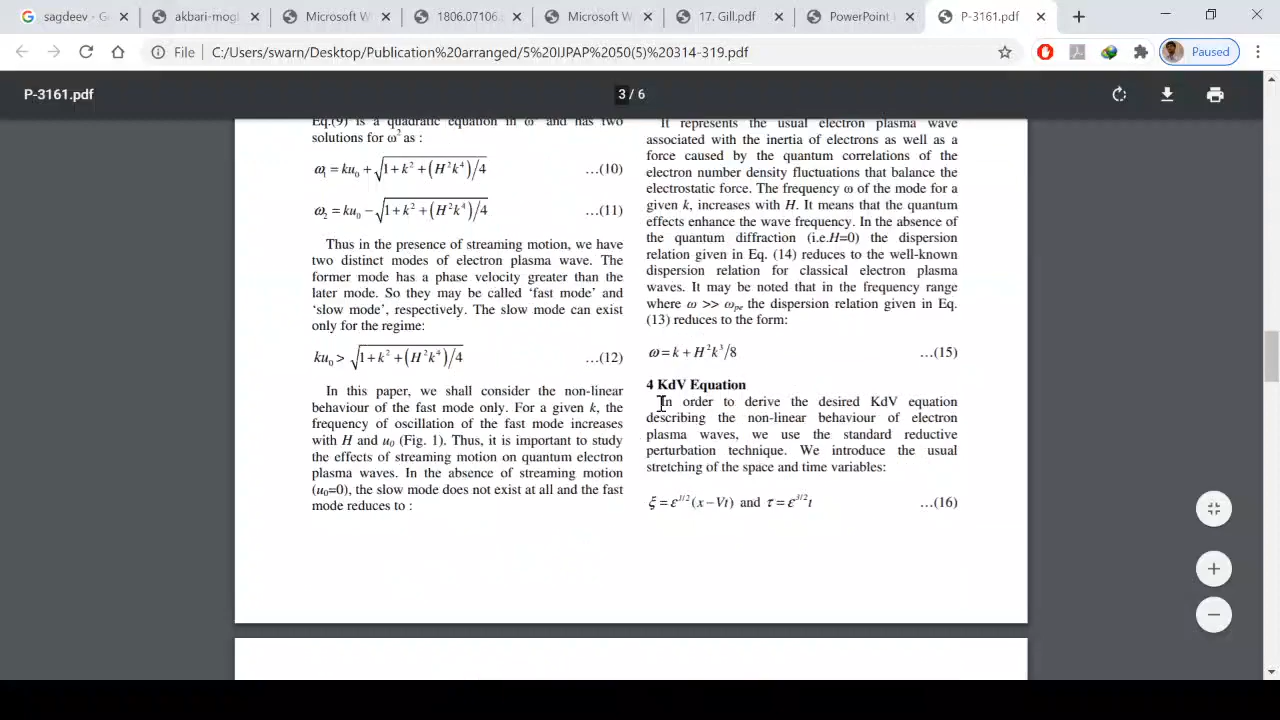 sagdeev - G
akbari-mogh
Microsoft W
1806.07106.
Microsoft W
17. Gill.pdf
PowerPoint
P-3161.pdf
File
C:/Users/swarn/Desktop/Publication%20arranged/5%20IJPAP%2050(5)%20314-319.pdf
Paused
P-3161.pdf
3 / 6
Eq.(9) is a quadratic equation in ω² and has two
solutions for ω² as :
ω₁ = ku₀ + √1+k² +(H²k⁴)/4 …(10)
ω₂ = ku₀ − √1+k² +(H²k⁴)/4 …(11)
Thus in the presence of streaming motion, we have
two distinct modes of electron plasma wave. The
former mode has a phase velocity greater than the
later mode. So they may be called ‘fast mode’ and
‘slow mode’, respectively. The slow mode can exist
only for the regime:
ku₀ > √1+k² +(H²k⁴)/4 …(12)
In this paper, we shall consider the non-linear
behaviour of the fast mode only. For a given k, the
frequency of oscillation of the fast mode increases
with H and u₀ (Fig. 1). Thus, it is important to study
the effects of streaming motion on quantum electron
plasma waves. In the absence of streaming motion
(u₀=0), the slow mode does not exist at all and the fast
mode reduces to :
It represents the usual electron plasma wave
associated with the inertia of electrons as well as a
force caused by the quantum correlations of the
electron number density fluctuations that balance the
electrostatic force. The frequency ω of the mode for a
given k, increases with H. It means that the quantum
effects enhance the wave frequency. In the absence of
the quantum diffraction (i.e.H=0) the dispersion
relation given in Eq. (14) reduces to the well-known
dispersion relation for classical electron plasma
waves. It may be noted that in the frequency range
where ω >> ωpe the dispersion relation given in Eq.
(13) reduces to the form:
ω = k + H²k³/8 …(15)
4 KdV Equation
In order to derive the desired KdV equation
describing the non-linear behaviour of electron
plasma waves, we use the standard reductive
perturbation technique. We introduce the usual
stretching of the space and time variables:
ξ = ε^1/2 (x − Vt) and τ = ε^3/2 t …(16)